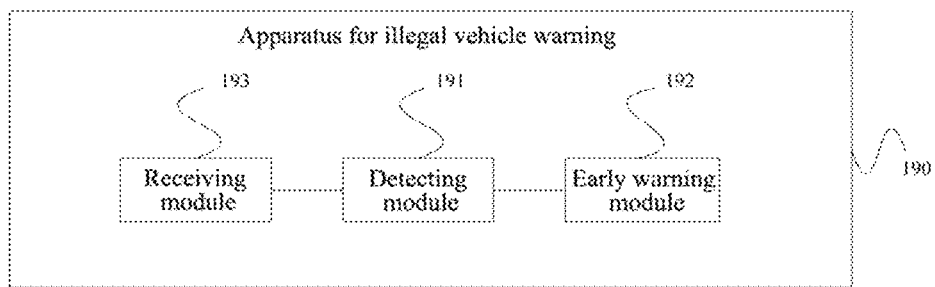 Apparatus for illegal vehicle warning
193
191
192
Receiving
module
Detecting
module
Early warning
module
190